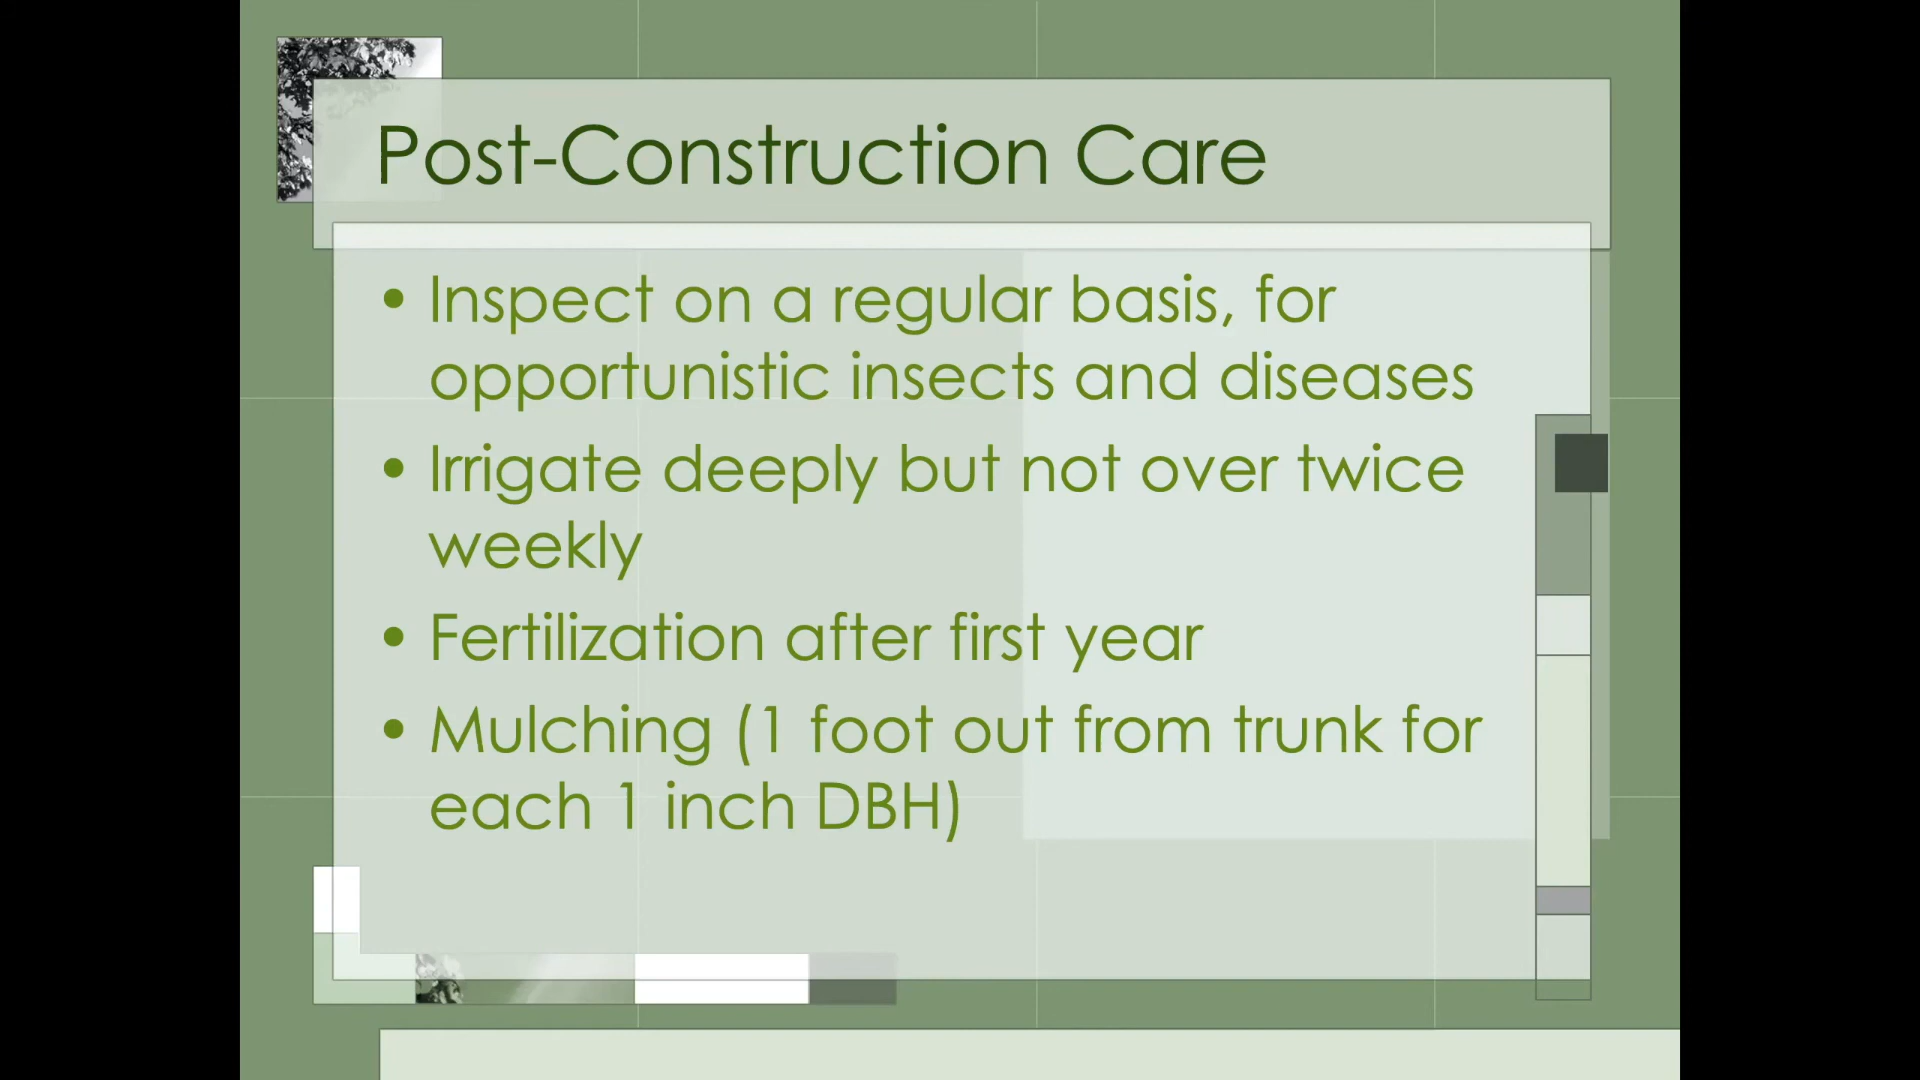 Post-Construction Care
• Inspect on a regular basis, for
opportunistic insects and diseases
• Irrigate deeply but not over twice
weekly
• Fertilization after first year
• Mulching (1 foot out from trunk for
each 1 inch DBH)